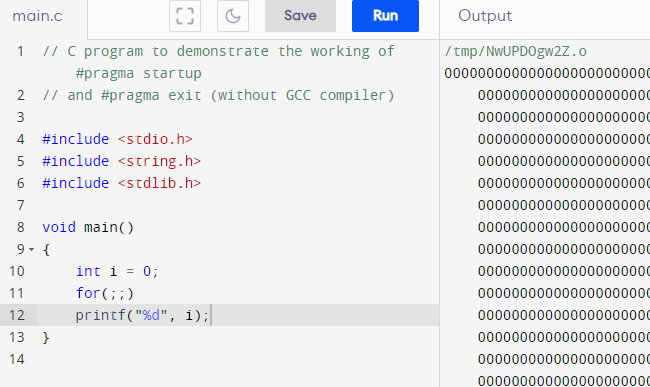 main.c
Save
Run
Output
1 // C program to demonstrate the working of
#pragma startup
2 // and #pragma exit (without GCC compiler)
3
4 #include <stdio.h>
5 #include <string.h>
6 #include <stdlib.h>
7
8 void main()
9 {
10 int i = 0;
11 for(;;)
12 printf("%d", i);
13 }
14
/tmp/NwUPDOgw2Z.o
0000000000000000000000000
000000000000000000000
000000000000000000000
000000000000000000000
000000000000000000000
000000000000000000000
000000000000000000000
000000000000000000000
000000000000000000000
000000000000000000000
000000000000000000000
000000000000000000000
000000000000000000000
000000000000000000000
000000000000000000000